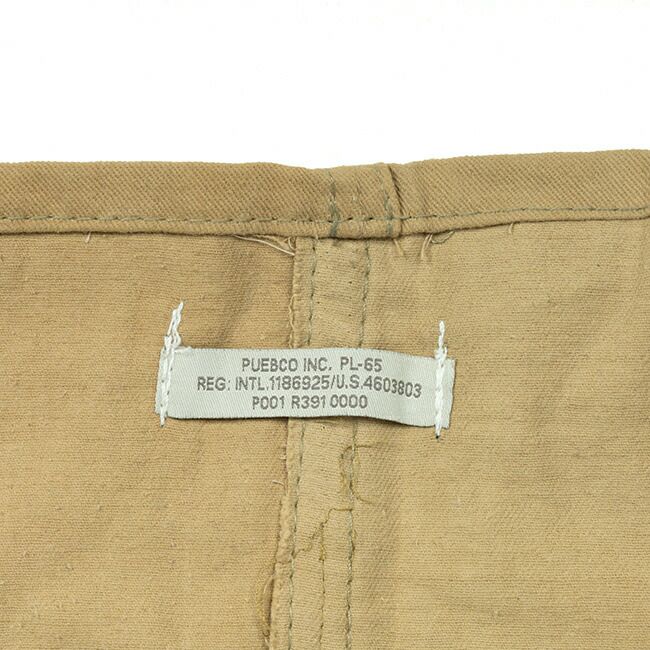 PUEBCO INC. PL-65
REG: INTL.1186925/U.S.4603803
P001 R391 0000